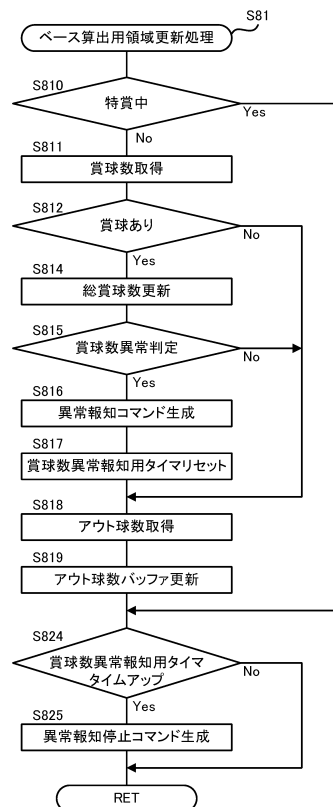 S81
ベース算出用領域更新処理
S810
特賞中
Yes
No
S811
賞球数取得
S812
賞球あり
No
Yes
S814
総賞球数更新
S815
賞球数異常判定
No
Yes
S816
異常報知コマンド生成
S817
賞球数異常報知用タイマリセット
S818
アウト球数取得
S819
アウト球数バッファ更新
S824
賞球数異常報知用タイマ
タイムアップ
No
Yes
S825
異常報知停止コマンド生成
RET